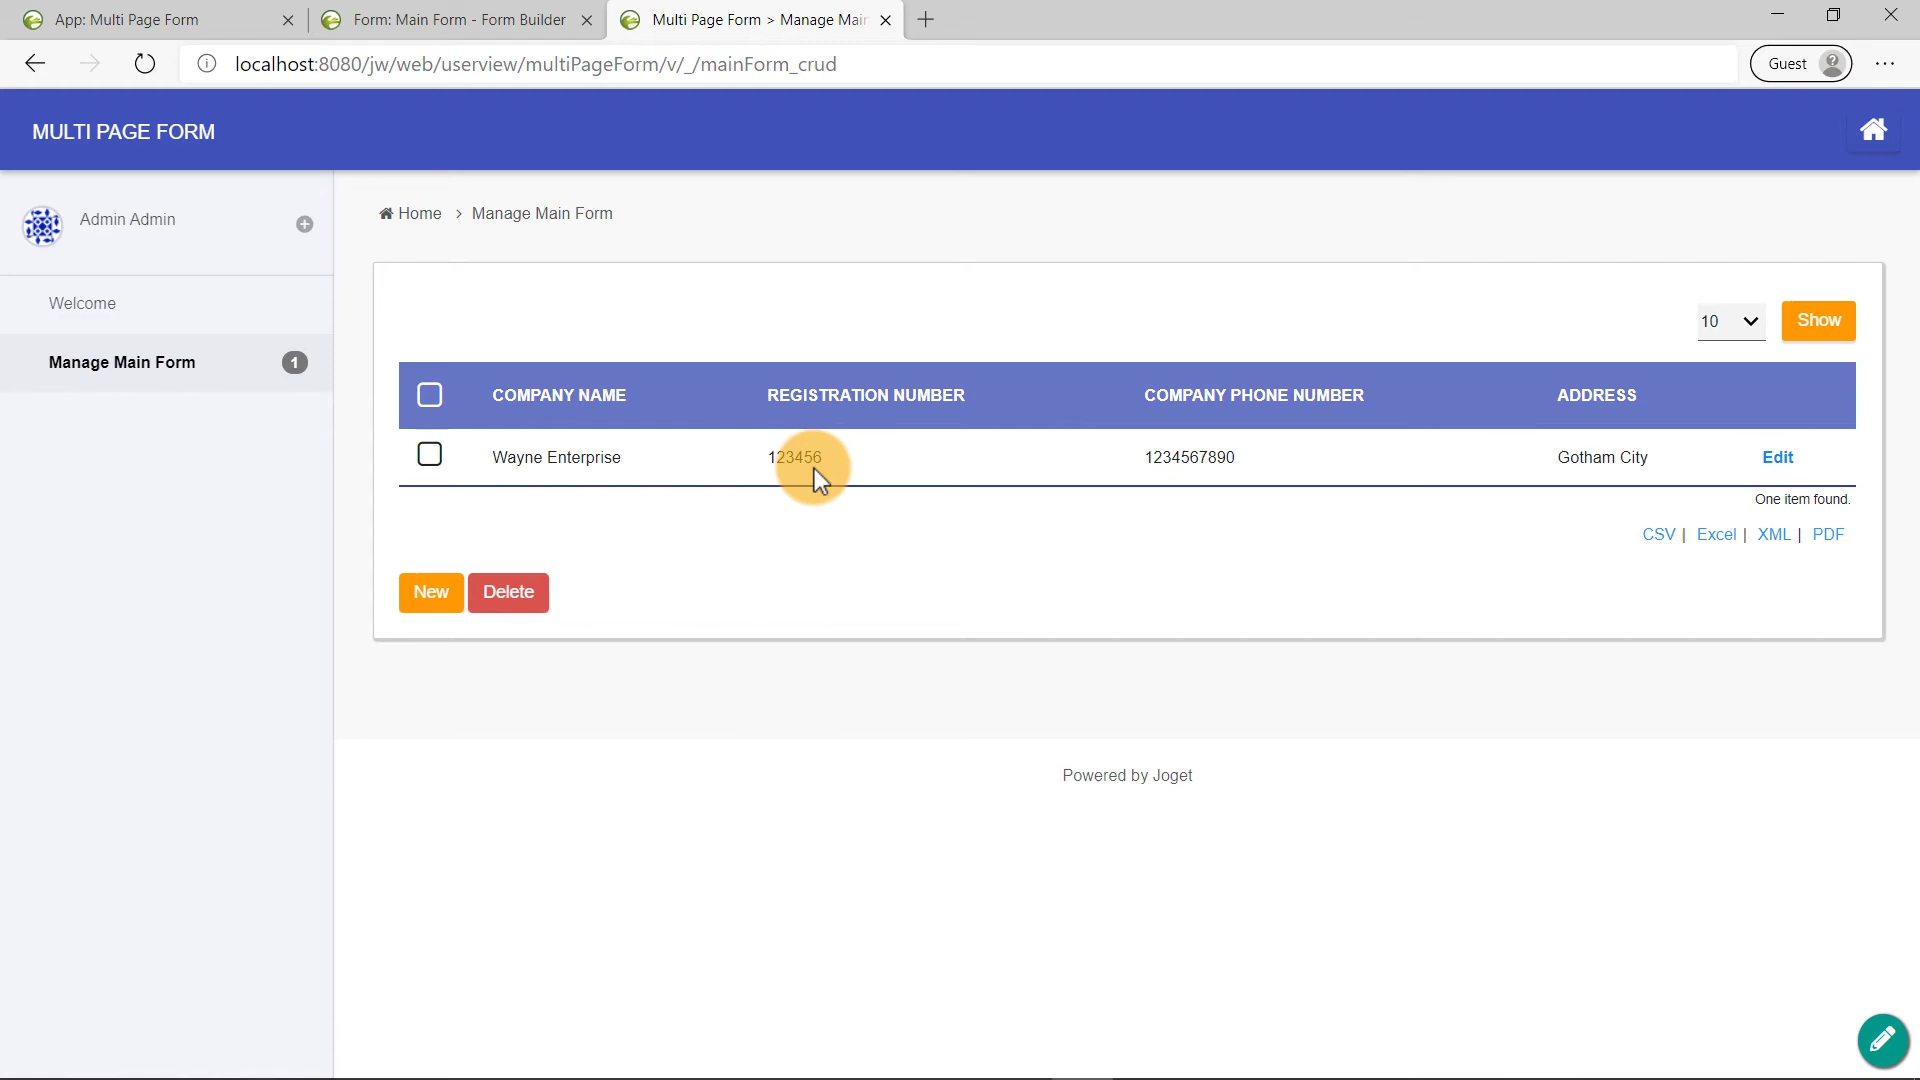 App: Multi Page Form
Form: Main Form - Form Builder
Multi Page Form > Manage Main
localhost:8080/jw/web/userview/multiPageForm/v/_/mainForm_crud
Guest
MULTI PAGE FORM
Admin Admin
Home > Manage Main Form
Welcome
Manage Main Form 1
10 Show
COMPANY NAME REGISTRATION NUMBER COMPANY PHONE NUMBER ADDRESS
Wayne Enterprise 123456 1234567890 Gotham City Edit
One item found.
CSV | Excel | XML | PDF
New Delete
Powered by Joget